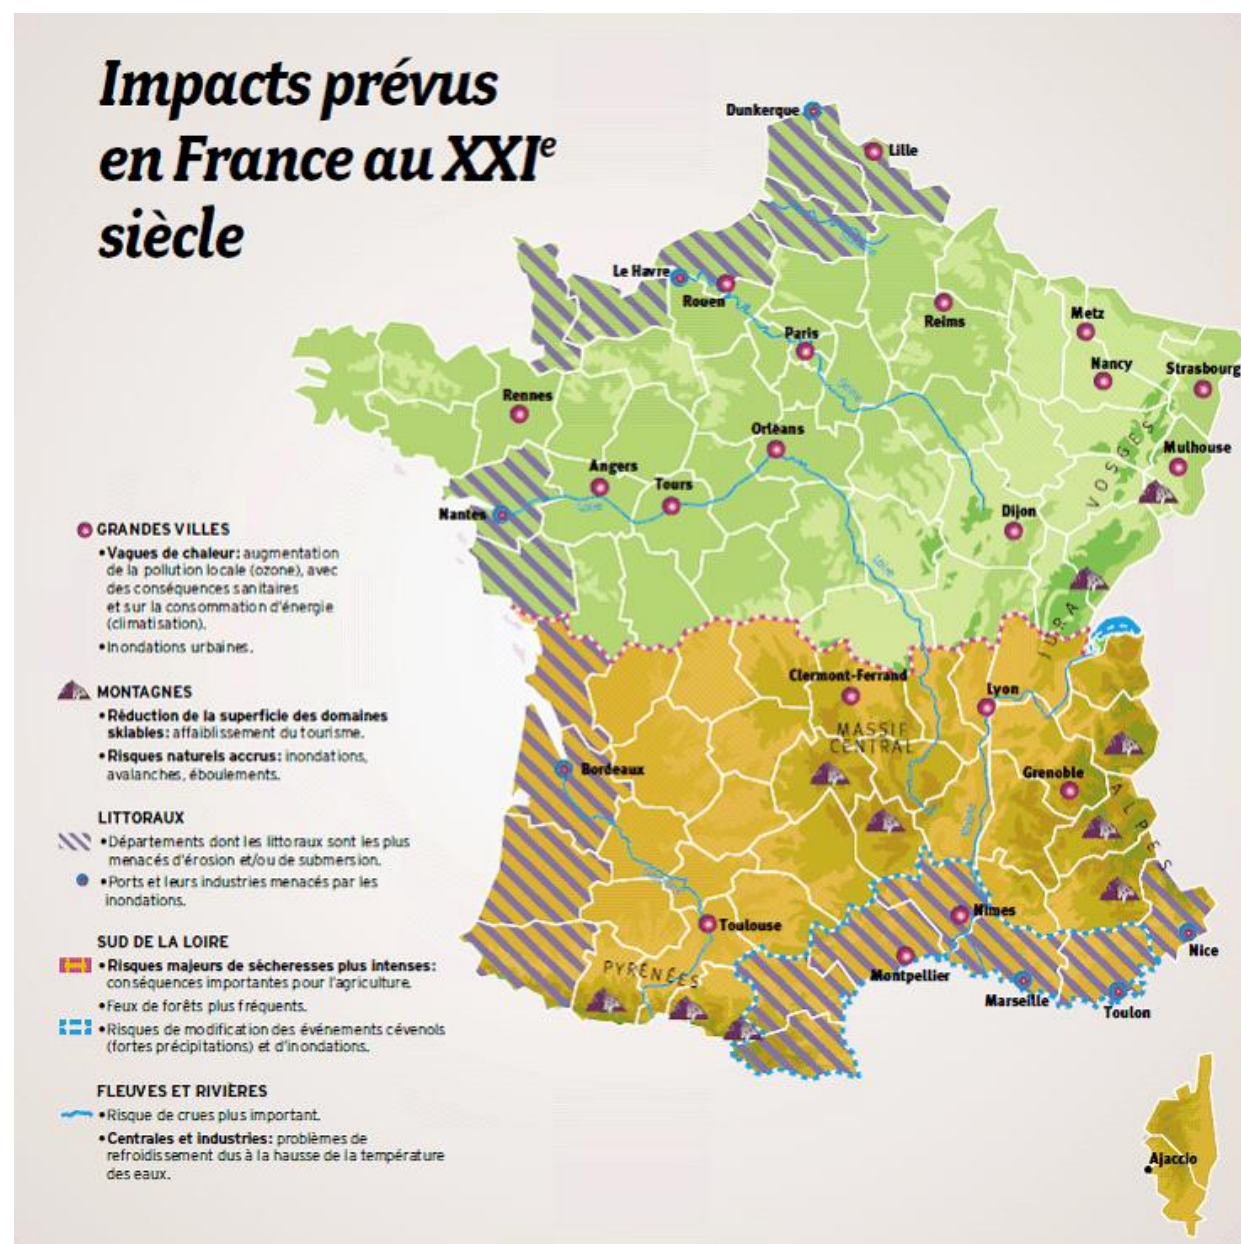 Impacts prévus
en France au XXIe
siècle
Dunkerque
Lille
Le Havre
Rouen
Reims
Metz
Paris
Nancy
Strasbourg
Rennes
Seine
Orléans
VOSGES
Mulhouse
Angers
Tours
Loire
Nantes
Dijon
Loire
JURA
Clermont-Ferrand
Lyon
MASSIF
CENTRAL
Bordeaux
Grenoble
ALPES
Rhône
Nîmes
Toulouse
Nice
PYRÉNÉES
Montpellier
Marseille
Toulon
Ajaccio
GRANDES VILLES
•Vaques de chaleur: augmentation
de la pollution locale (ozone), avec
des conséquences sanitaires
et sur la consommation d'énergie
(climatisation).
•Inondations urbaines.
MONTAGNES
•Réduction de la superficie des domaines
skiables: affaiblissement du tourisme.
•Risques naturels accrus: inondations,
avalanches, éboulements.
LITTORAUX
•Départements dont les littoraux sont les plus
menacés d'érosion et/ou de submersion.
•Ports et leurs industries menacés par les
inondations.
SUD DE LA LOIRE
•Risques majeurs de sécheresses plus intenses:
conséquences importantes pour l'agriculture.
•Feux de forêts plus fréquents.
•Risques de modification des événements cévenols
(fortes précipitations) et d'inondations.
FLEUVES ET RIVIÈRES
•Risque de crues plus important.
•Centrales et industries: problèmes de
refroidissement dus à la hausse de la température
des eaux.